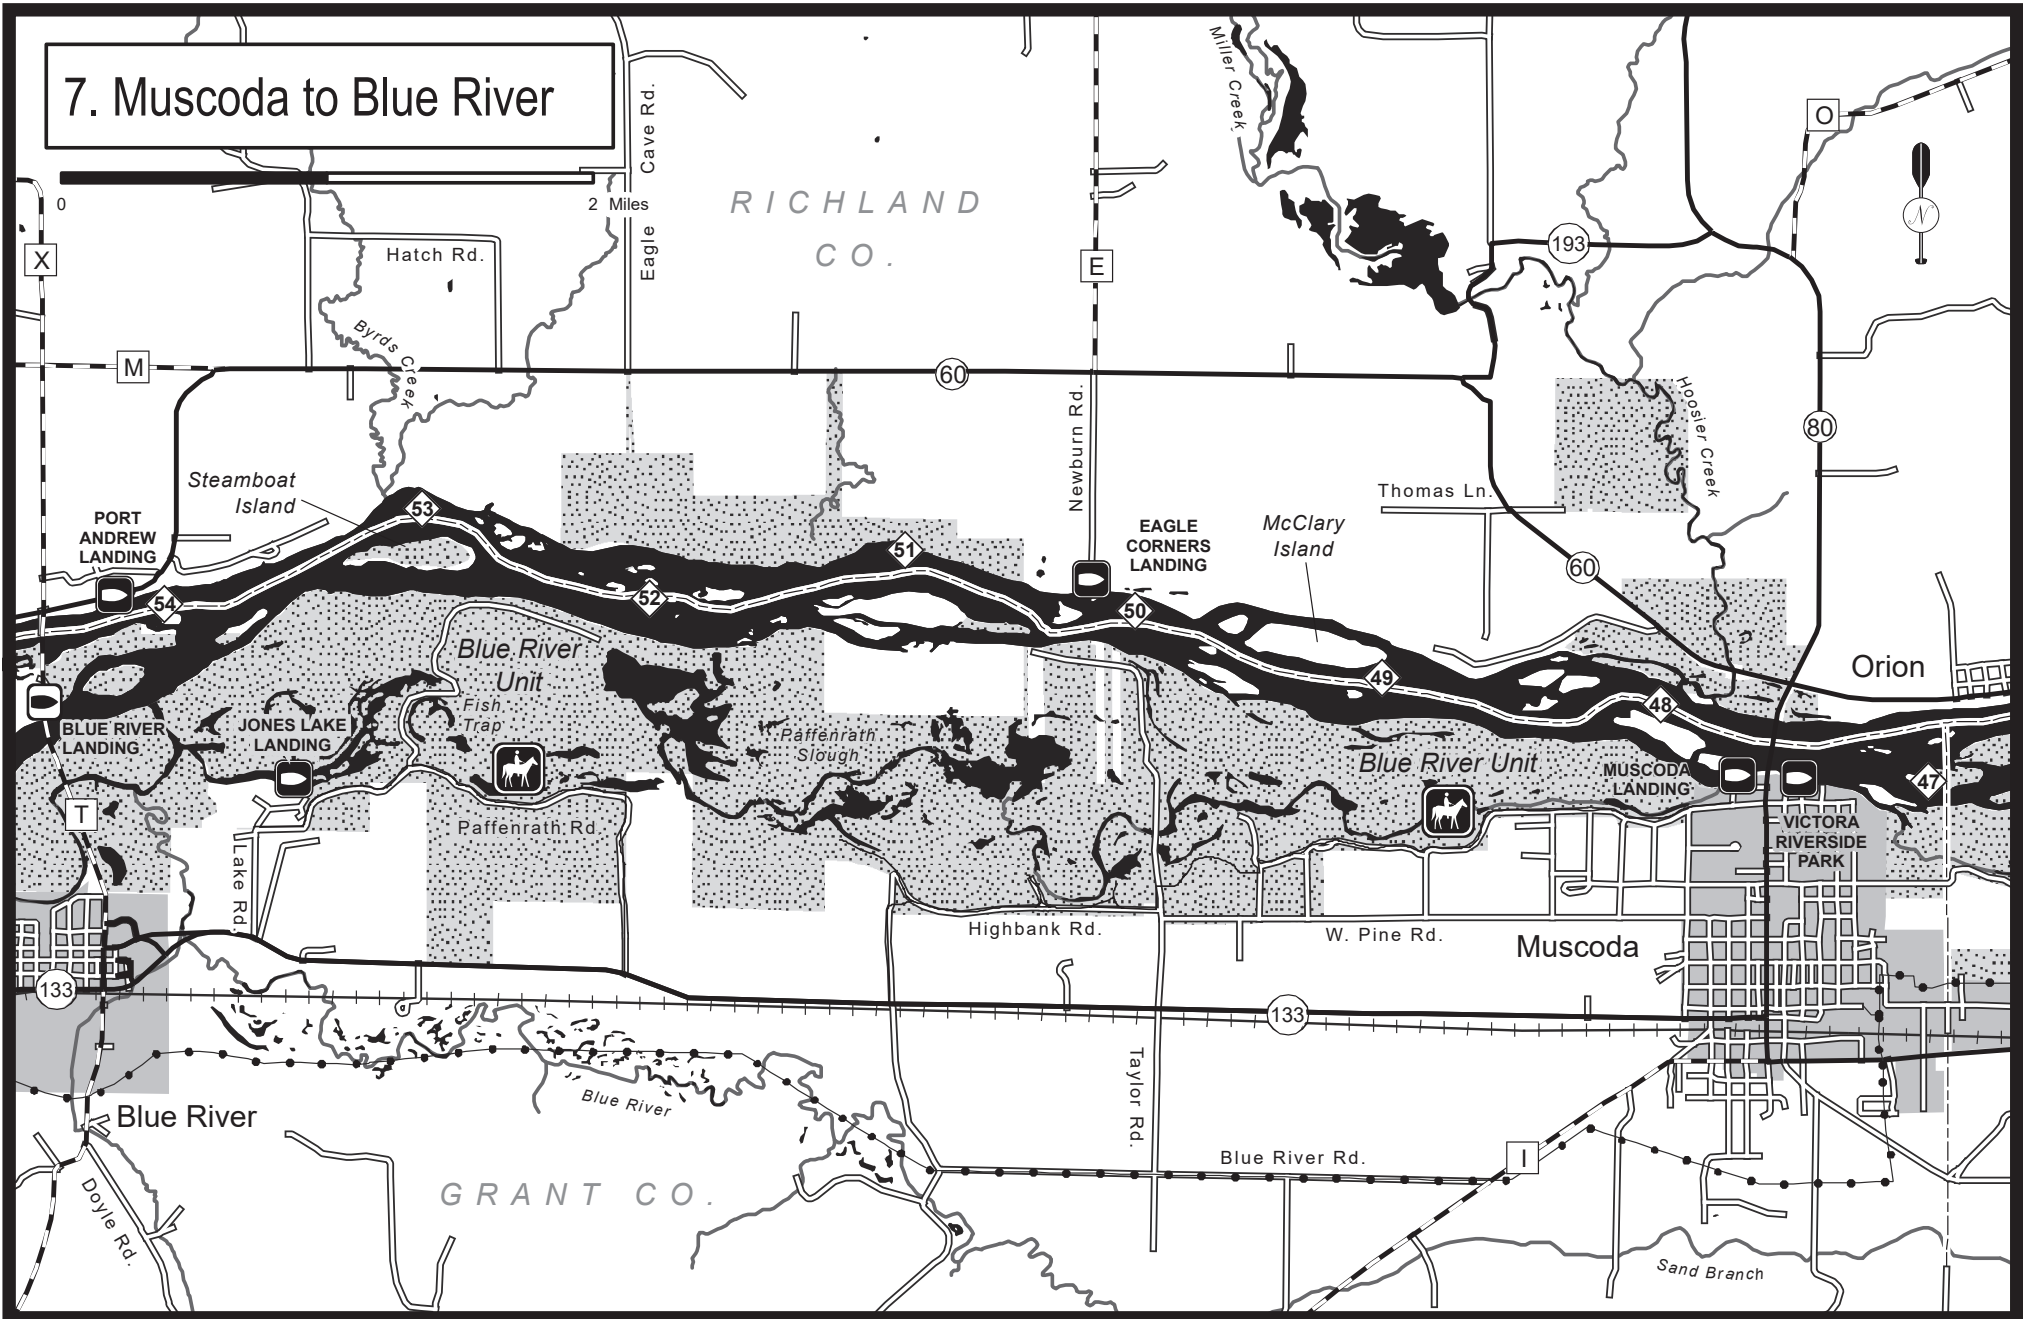 7. Muscoda to Blue River
0
2 Miles
Eagle Cave Rd.
Hatch Rd.
RICHLAND
CO.
Miller Creek
O
N
X
E
193
M
Byrds Creek
60
Newburn Rd.
Hoosier Creek
80
Steamboat
Island
53
PORT
ANDREW
LANDING
54
52
51
EAGLE
CORNERS
LANDING
50
McClary
Island
Thomas Ln.
60
49
48
47
Orion
Blue River
Unit
Fish
Trap
BLUE RIVER
LANDING
JONES LAKE
LANDING
Paffenrath
Slough
Blue River Unit
MUSCODA
LANDING
VICTORA
RIVERSIDE
PARK
T
Paffenrath Rd.
Lake Rd.
Highbank Rd.
W. Pine Rd.
Muscoda
133
133
Taylor Rd.
Blue River
Blue River
Blue River Rd.
I
Doyle Rd.
GRANT CO.
Sand Branch